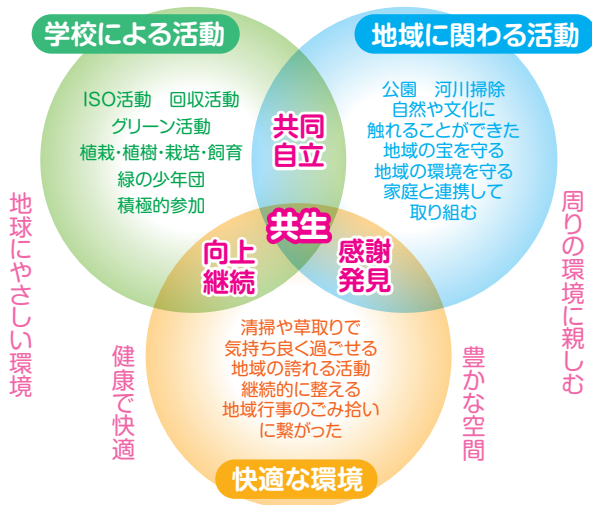 学校による活動
地域に関わる活動
ISO活動　回収活動
グリーン活動
植栽・植樹・栽培・飼育
緑の少年団
積極的参加
共同
自立
公園　河川掃除
自然や文化に
触れることができた
地域の宝を守る
地域の環境を守る
家庭と連携して
取り組む
共生
向上
継続
感謝
発見
地球にやさしい環境
周りの環境に親しむ
健康で快適
豊かな空間
清掃や草取りで
気持ち良く過ごせる
地域の誇れる活動
継続的に整える
地域行事のごみ拾い
に繋がった
快適な環境